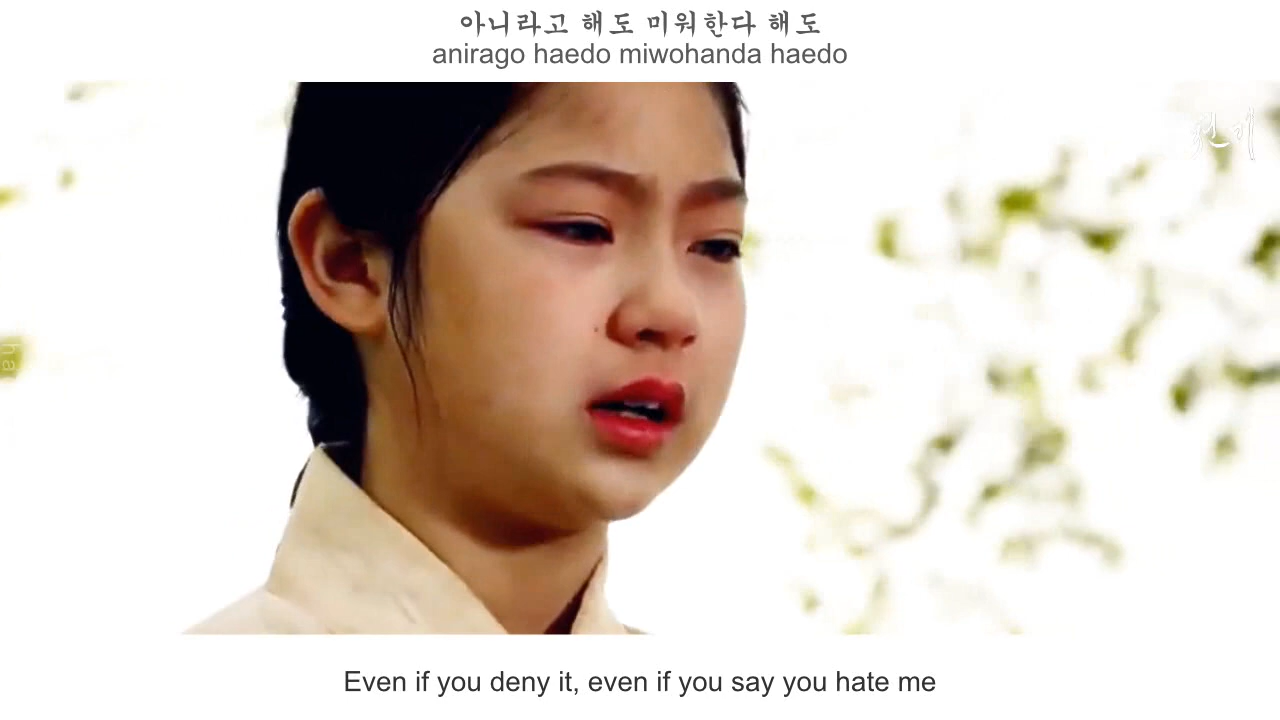 아니라고 해도 미워한다 해도
anirago haedo miwohanda haedo
ha
Even if you deny it, even if you say you hate me